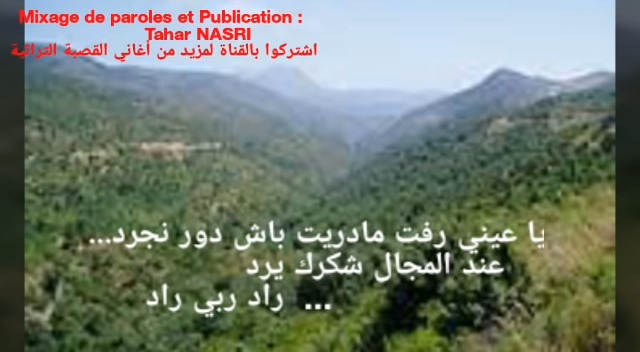 Mixage de paroles et Publication :
Tahar NASRI
اشتركوا بالقناة لمزيد من أغاني القصبة التراثية
يا عيني رفت مادريت باش دور نجرد...
عند المجال شكرك يرد
... راد ربي راد